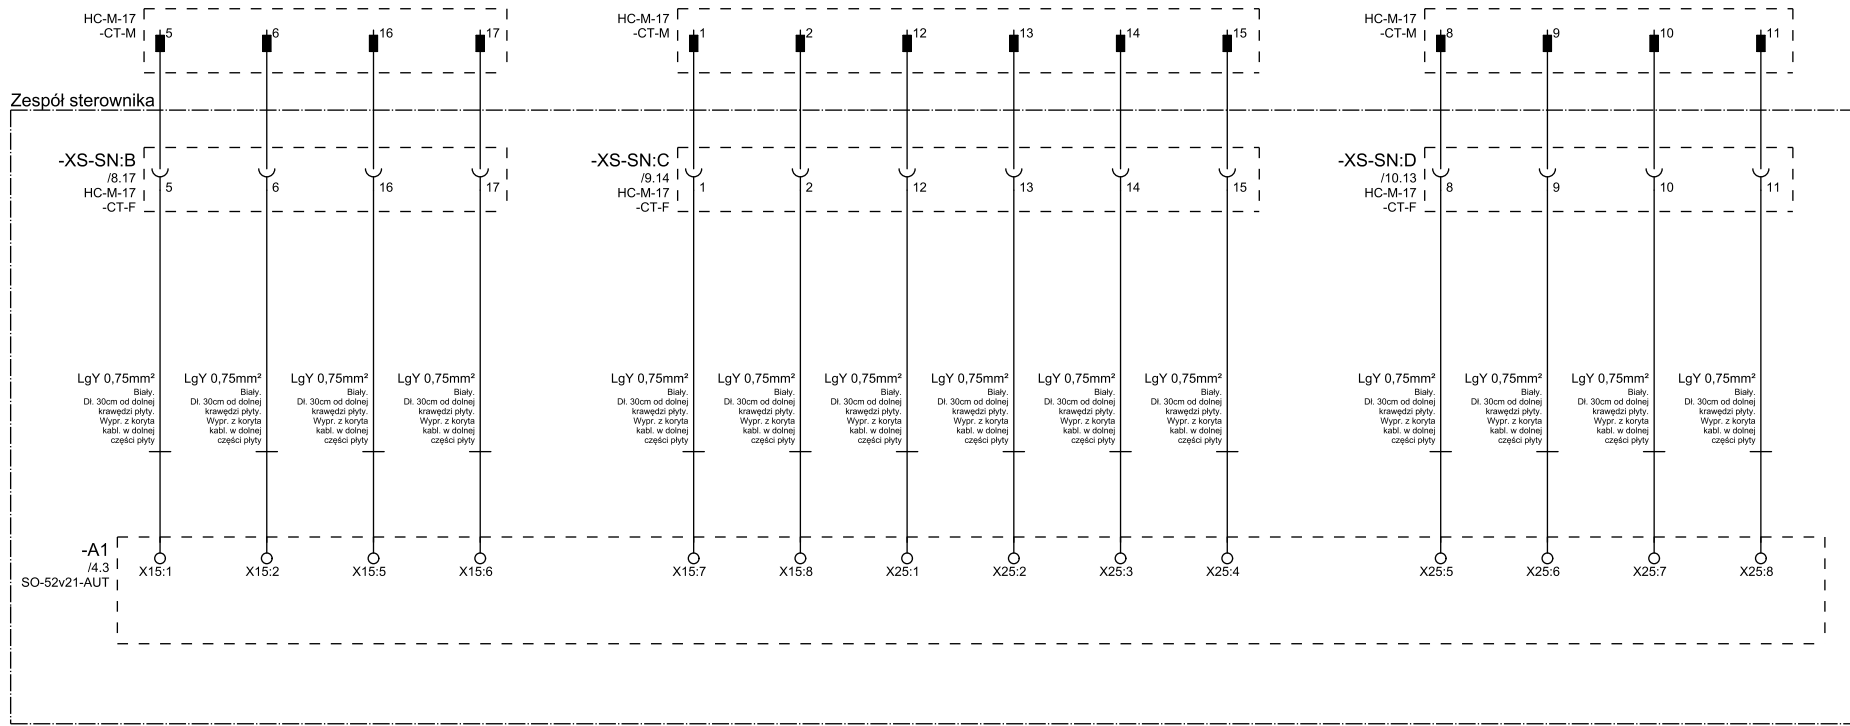 HC-M-17
-CT-M
5
6
16
17
HC-M-17
-CT-M
1
2
12
13
14
15
HC-M-17
-CT-M
8
9
10
11
Zespół sterownika
-XS-SN:B
/8.17
HC-M-17
-CT-F
5
6
16
17
-XS-SN:C
/9.14
HC-M-17
-CT-F
1
2
12
13
14
15
-XS-SN:D
/10.13
HC-M-17
-CT-F
8
9
10
11
LgY 0,75mm²
Biały.
Dł. 30cm od dolnej
krawędzi płyty.
Wypr. z koryta
kabl. w dolnej
części płyty
LgY 0,75mm²
Biały.
Dł. 30cm od dolnej
krawędzi płyty.
Wypr. z koryta
kabl. w dolnej
części płyty
LgY 0,75mm²
Biały.
Dł. 30cm od dolnej
krawędzi płyty.
Wypr. z koryta
kabl. w dolnej
części płyty
LgY 0,75mm²
Biały.
Dł. 30cm od dolnej
krawędzi płyty.
Wypr. z koryta
kabl. w dolnej
części płyty
LgY 0,75mm²
Biały.
Dł. 30cm od dolnej
krawędzi płyty.
Wypr. z koryta
kabl. w dolnej
części płyty
LgY 0,75mm²
Biały.
Dł. 30cm od dolnej
krawędzi płyty.
Wypr. z koryta
kabl. w dolnej
części płyty
LgY 0,75mm²
Biały.
Dł. 30cm od dolnej
krawędzi płyty.
Wypr. z koryta
kabl. w dolnej
części płyty
LgY 0,75mm²
Biały.
Dł. 30cm od dolnej
krawędzi płyty.
Wypr. z koryta
kabl. w dolnej
części płyty
LgY 0,75mm²
Biały.
Dł. 30cm od dolnej
krawędzi płyty.
Wypr. z koryta
kabl. w dolnej
części płyty
LgY 0,75mm²
Biały.
Dł. 30cm od dolnej
krawędzi płyty.
Wypr. z koryta
kabl. w dolnej
części płyty
LgY 0,75mm²
Biały.
Dł. 30cm od dolnej
krawędzi płyty.
Wypr. z koryta
kabl. w dolnej
części płyty
LgY 0,75mm²
Biały.
Dł. 30cm od dolnej
krawędzi płyty.
Wypr. z koryta
kabl. w dolnej
części płyty
LgY 0,75mm²
Biały.
Dł. 30cm od dolnej
krawędzi płyty.
Wypr. z koryta
kabl. w dolnej
części płyty
LgY 0,75mm²
Biały.
Dł. 30cm od dolnej
krawędzi płyty.
Wypr. z koryta
kabl. w dolnej
części płyty
-A1
/4.3
SO-52v21-AUT
X15:1
X15:2
X15:5
X15:6
X15:7
X15:8
X25:1
X25:2
X25:3
X25:4
X25:5
X25:6
X25:7
X25:8